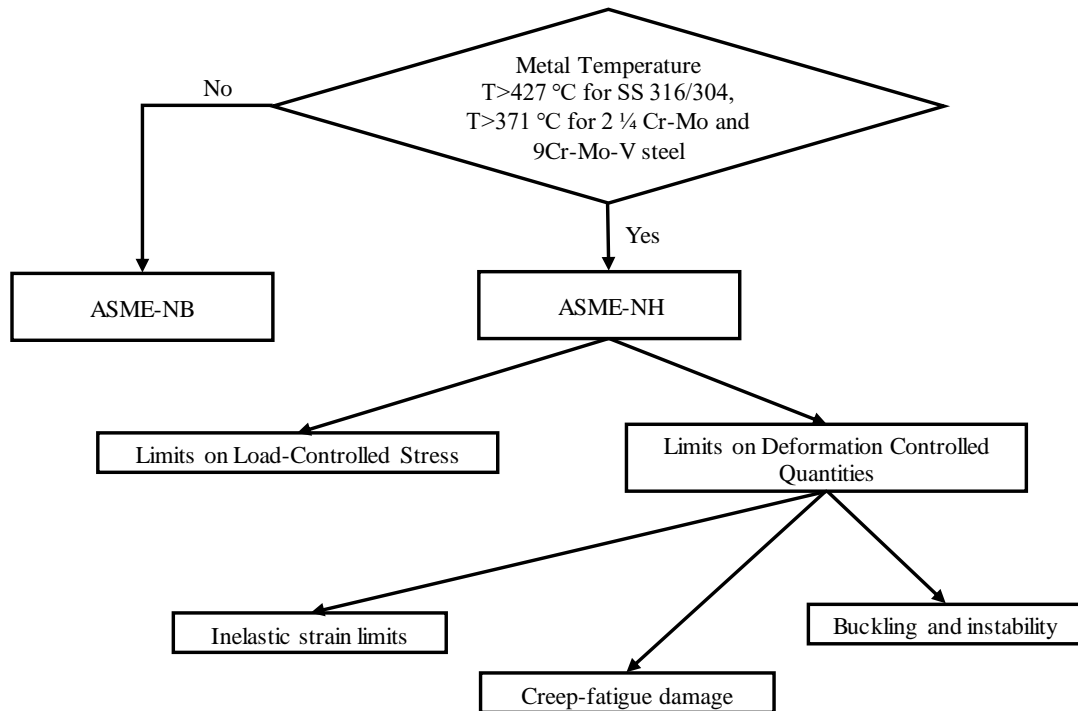 Metal Temperature
T>427 °C for SS 316/304,
T>371 °C for 2 ¼ Cr-Mo and
9Cr-Mo-V steel
No
Yes
ASME-NB
ASME-NH
Limits on Load-Controlled Stress
Limits on Deformation Controlled
Quantities
Inelastic strain limits
Buckling and instability
Creep-fatigue damage